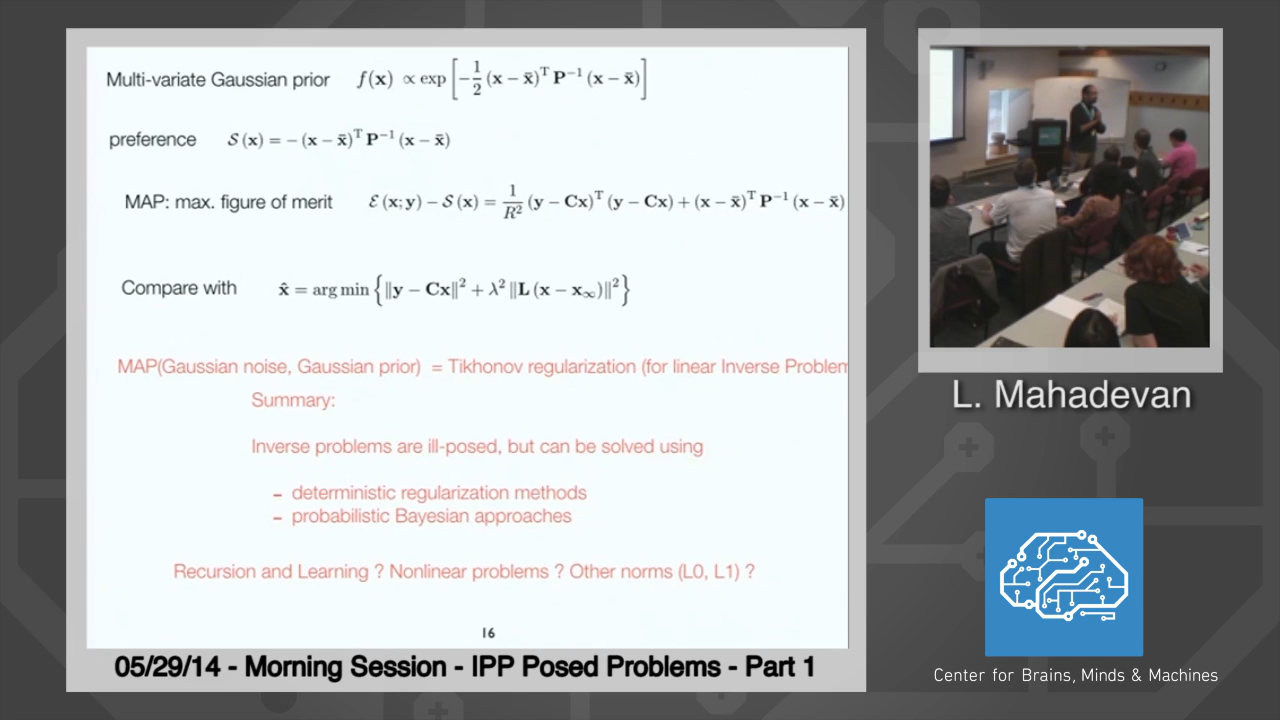 Multi-variate Gaussian prior f(x) ∝ exp[−1/2 (x − x̄)ᵀ P⁻¹ (x − x̄)]
preference S(x) = −(x − x̄)ᵀ P⁻¹ (x − x̄)
MAP: max. figure of merit ℰ(x; y) − S(x) = 1/R² (y − Cx)ᵀ (y − Cx) + (x − x̄)ᵀ P⁻¹ (x − x̄)
Compare with x̂ = arg min {‖y − Cx‖² + λ² ‖L (x − x∞)‖²}
MAP(Gaussian noise, Gaussian prior) = Tikhonov regularization (for linear Inverse Problem
Summary:
Inverse problems are ill-posed, but can be solved using
– deterministic regularization methods
– probabilistic Bayesian approaches
Recursion and Learning ? Nonlinear problems ? Other norms (L0, L1) ?
16
05/29/14 - Morning Session - IPP Posed Problems - Part 1
L. Mahadevan
Center for Brains, Minds & Machines